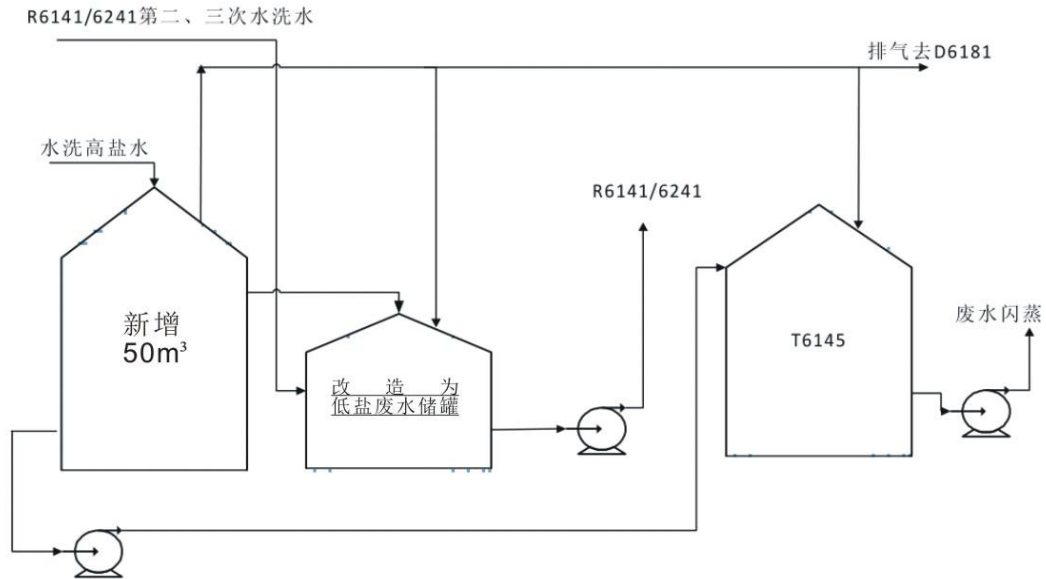 R6141/6241第二、三次水洗水
排气去D6181
水洗高盐水
R6141/6241
新增
50m³
改造为
低盐废水储罐
T6145
废水闪蒸